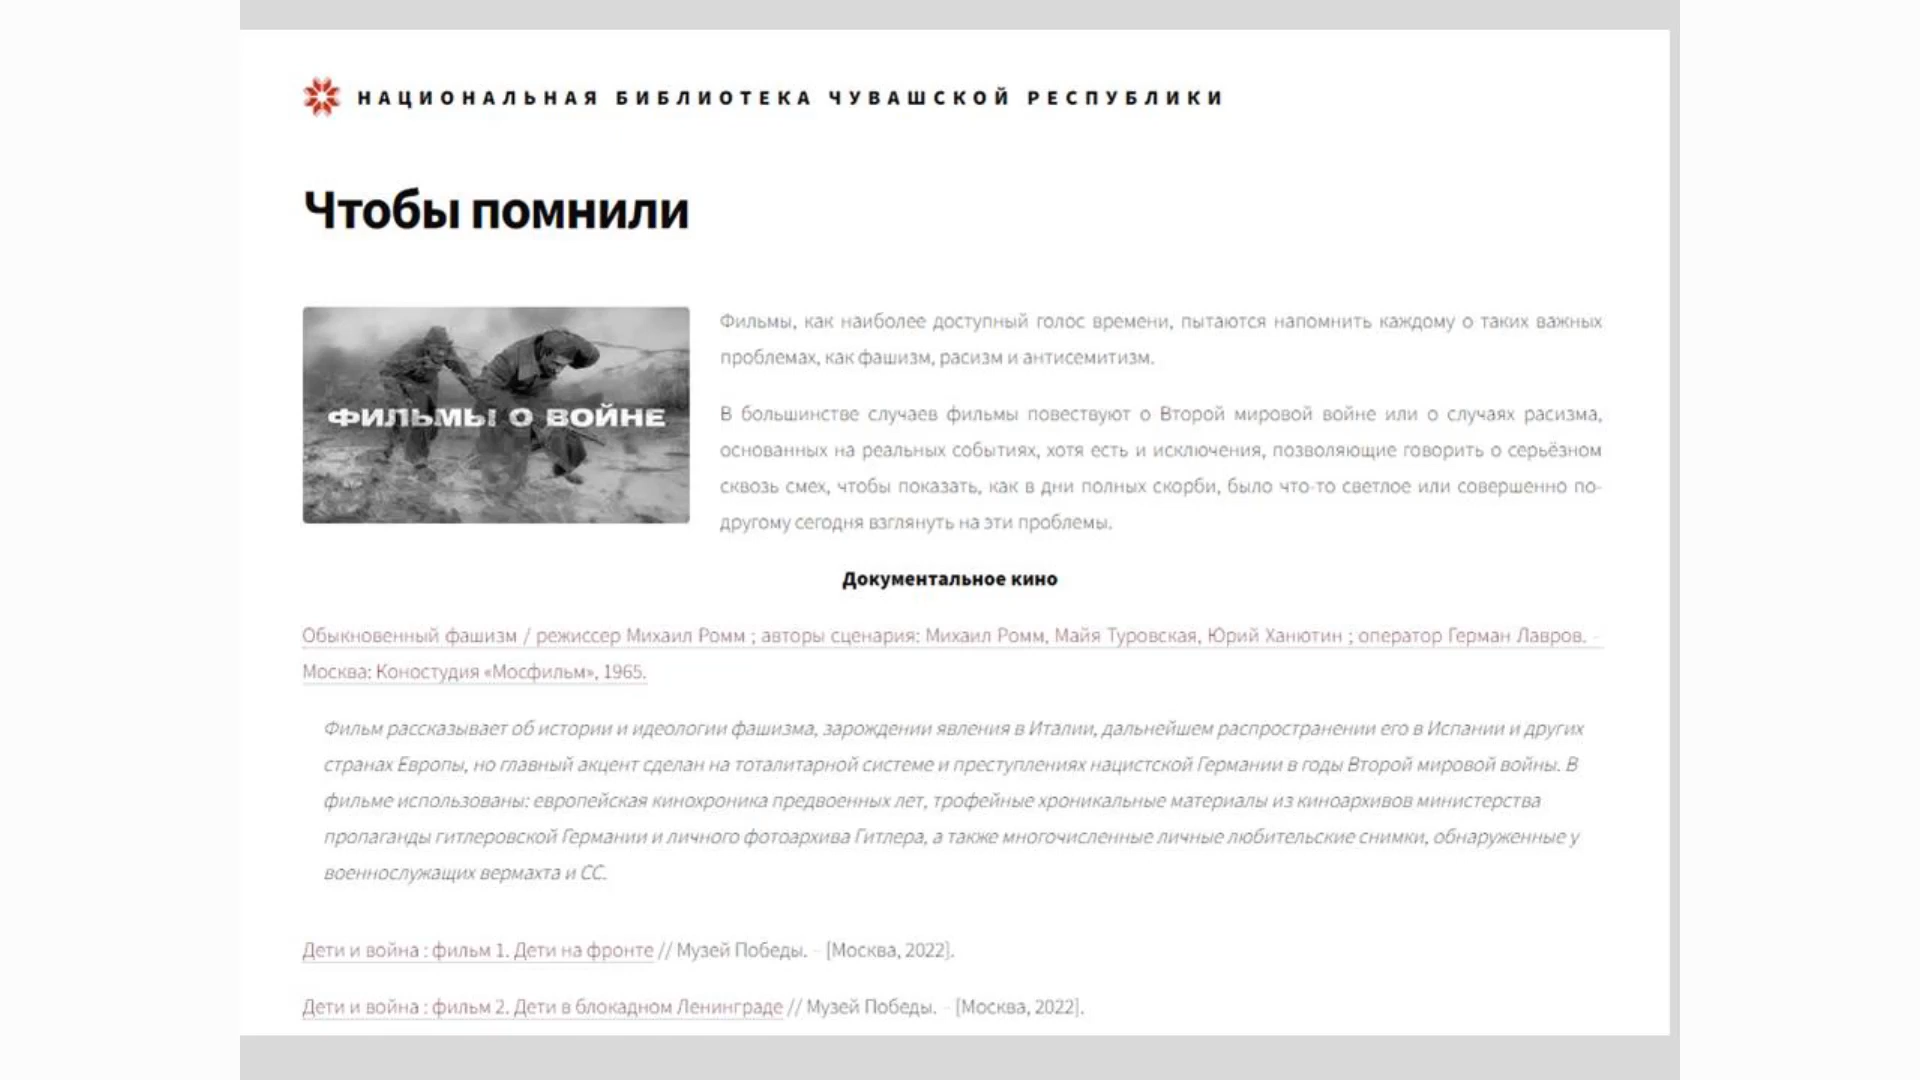 НАЦИОНАЛЬНАЯ БИБЛИОТЕКА ЧУВАШСКОЙ РЕСПУБЛИКИ
Чтобы помнили
ФИЛЬМЫ О ВОЙНЕ
Фильмы, как наиболее доступный голос времени, пытаются напомнить каждому о таких важных
проблемах, как фашизм, расизм и антисемитизм.
В большинстве случаев фильмы повествуют о Второй мировой войне или о случаях расизма,
основанных на реальных событиях, хотя есть и исключения, позволяющие говорить о серьёзном
сквозь смех, чтобы показать, как в дни полных скорби, было что-то светлое или совершенно по-
другому сегодня взглянуть на эти проблемы.
Документальное кино
Обыкновенный фашизм / режиссер Михаил Ромм ; авторы сценария: Михаил Ромм, Майя Туровская, Юрий Ханютин ; оператор Герман Лавров. –
Москва: Коностудия «Мосфильм», 1965.
Фильм рассказывает об истории и идеологии фашизма, зарождении явления в Италии, дальнейшем распространении его в Испании и других
странах Европы, но главный акцент сделан на тоталитарной системе и преступлениях нацистской Германии в годы Второй мировой войны. В
фильме использованы: европейская кинохроника предвоенных лет, трофейные хроникальные материалы из киноархивов министерства
пропаганды гитлеровской Германии и личного фотоархива Гитлера, а также многочисленные личные любительские снимки, обнаруженные у
военнослужащих вермахта и СС.
Дети и война : фильм 1. Дети на фронте // Музей Победы. – [Москва, 2022].
Дети и война : фильм 2. Дети в блокадном Ленинграде // Музей Победы. – [Москва, 2022].